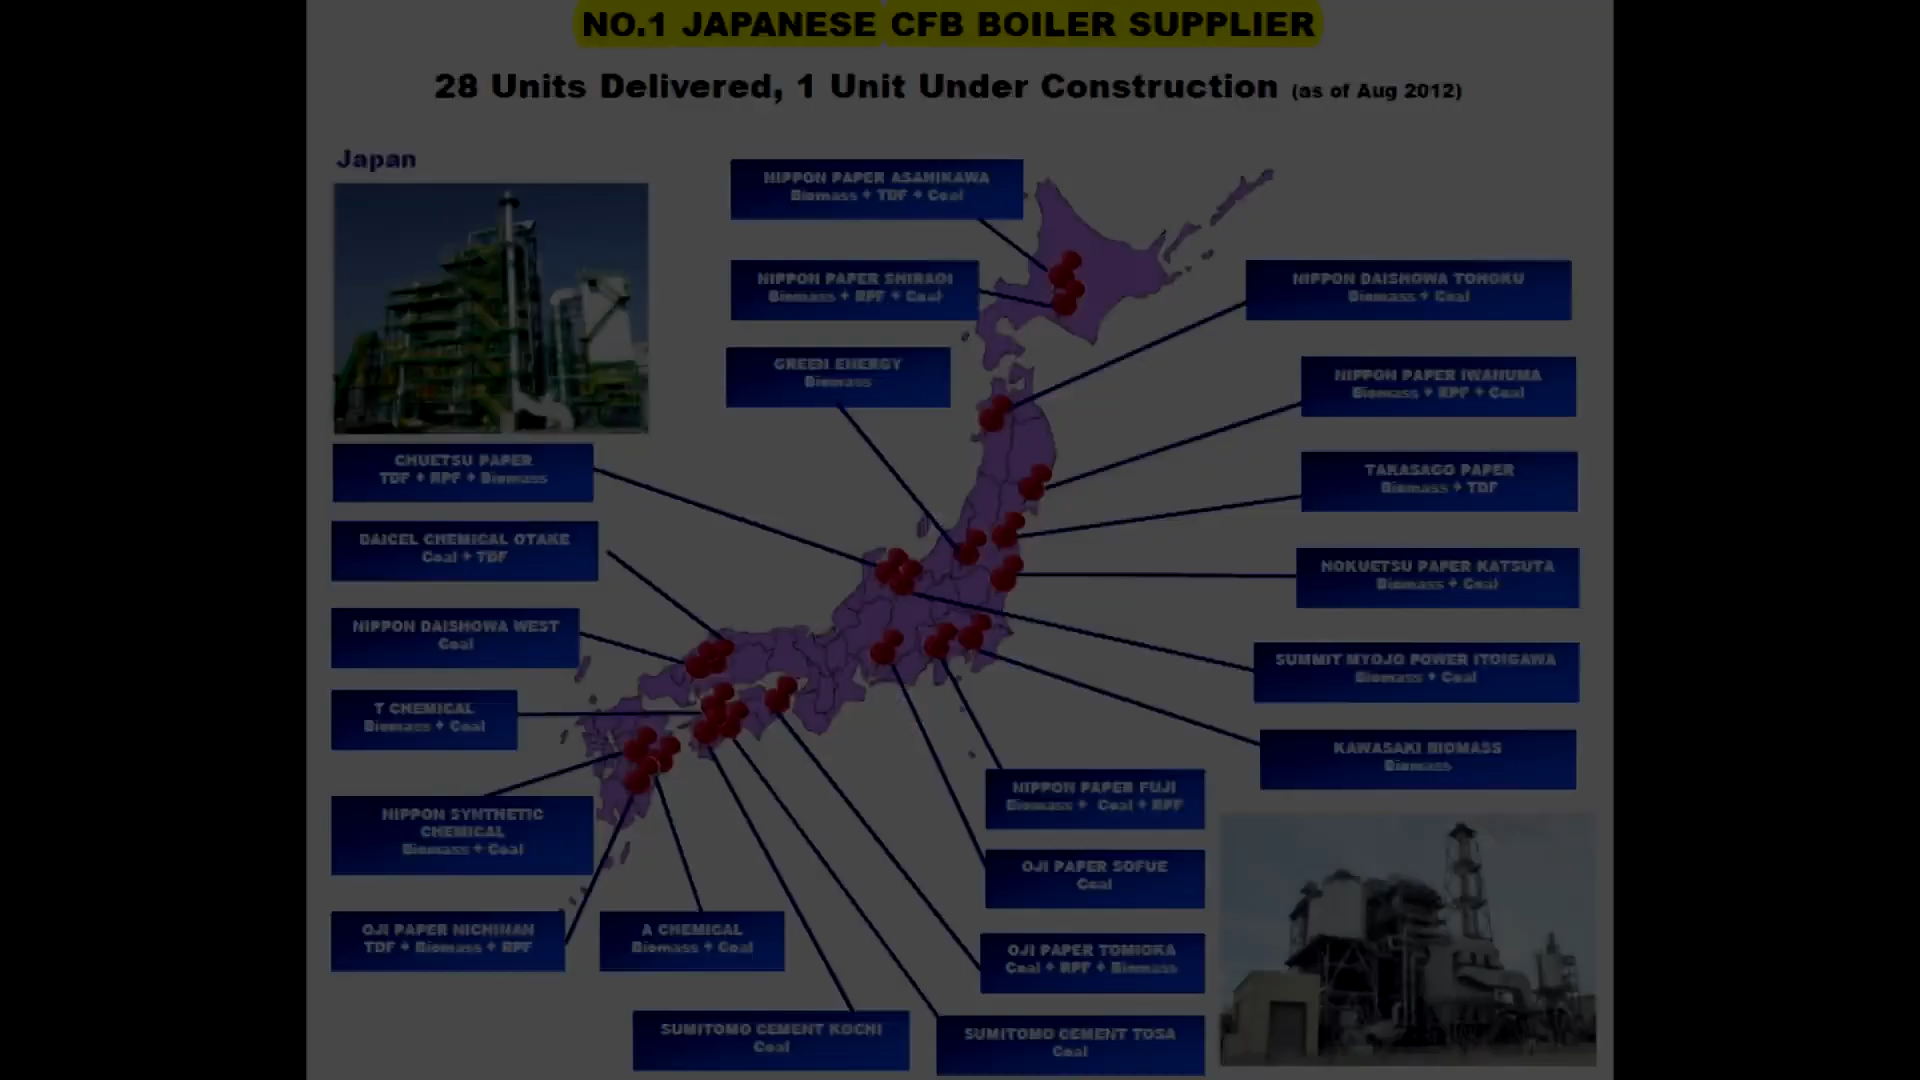 NO.1 JAPANESE CFB BOILER SUPPLIER
28 Units Delivered, 1 Unit Under Construction (as of Aug 2012)
Japan
NIPPON PAPER ASAHIKAWA
Biomass + TDF + Coal
NIPPON PAPER SHIRAOI
Biomass + RPF + Coal
NIPPON DAISHOWA TOHOKU
Biomass + Coal
GREEN ENERGY
Biomass
NIPPON PAPER IWANUMA
Biomass + RPF + Coal
CHUETSU PAPER
TDF + RPF + Biomass
TAKASAGO PAPER
Biomass + TDF
DAICEL CHEMICAL OTAKE
Coal + TDF
HOKUETSU PAPER KATSUTA
Biomass + Coal
NIPPON DAISHOWA WEST
Coal
SUMMIT MYOJO POWER ITOIGAWA
Biomass + Coal
T CHEMICAL
Biomass + Coal
KAWASAKI BIOMASS
Biomass
NIPPON PAPER FUJI
Biomass + Coal + RPF
NIPPON SYNTHETIC
CHEMICAL
Biomass + Coal
OJI PAPER SOFUE
Coal
OJI PAPER NICHINAN
TDF + Biomass + RPF
A CHEMICAL
Biomass + Coal
OJI PAPER TOMIOKA
Coal + RPF + Biomass
SUMITOMO CEMENT KOCHI
Coal
SUMITOMO CEMENT TOSA
Coal